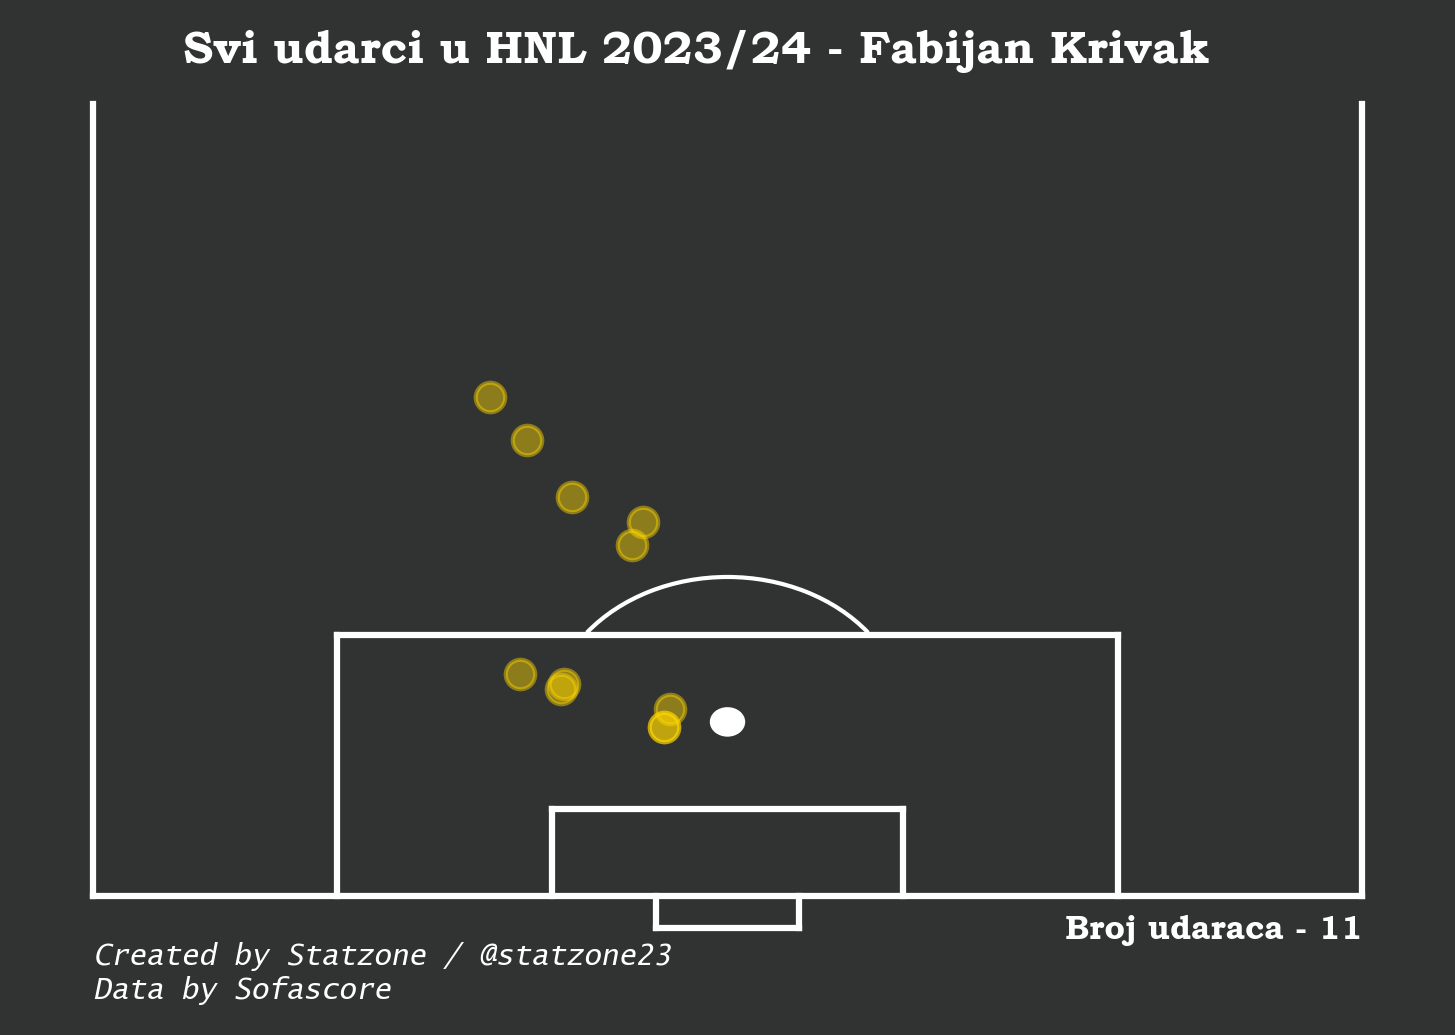 Svi udarci u HNL 2023/24 - Fabijan Krivak
Broj udaraca - 11
Created by Statzone / @statzone23
Data by Sofascore